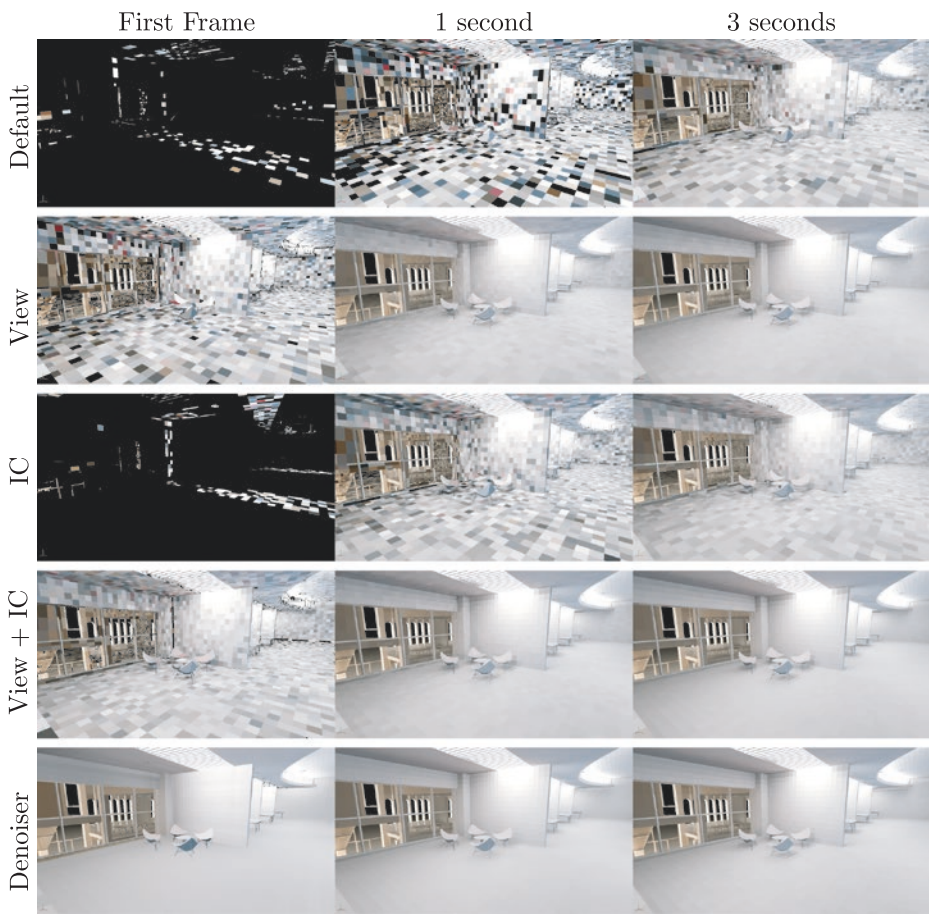 First Frame
1 second
3 seconds
Default
View
IC
View + IC
Denoiser